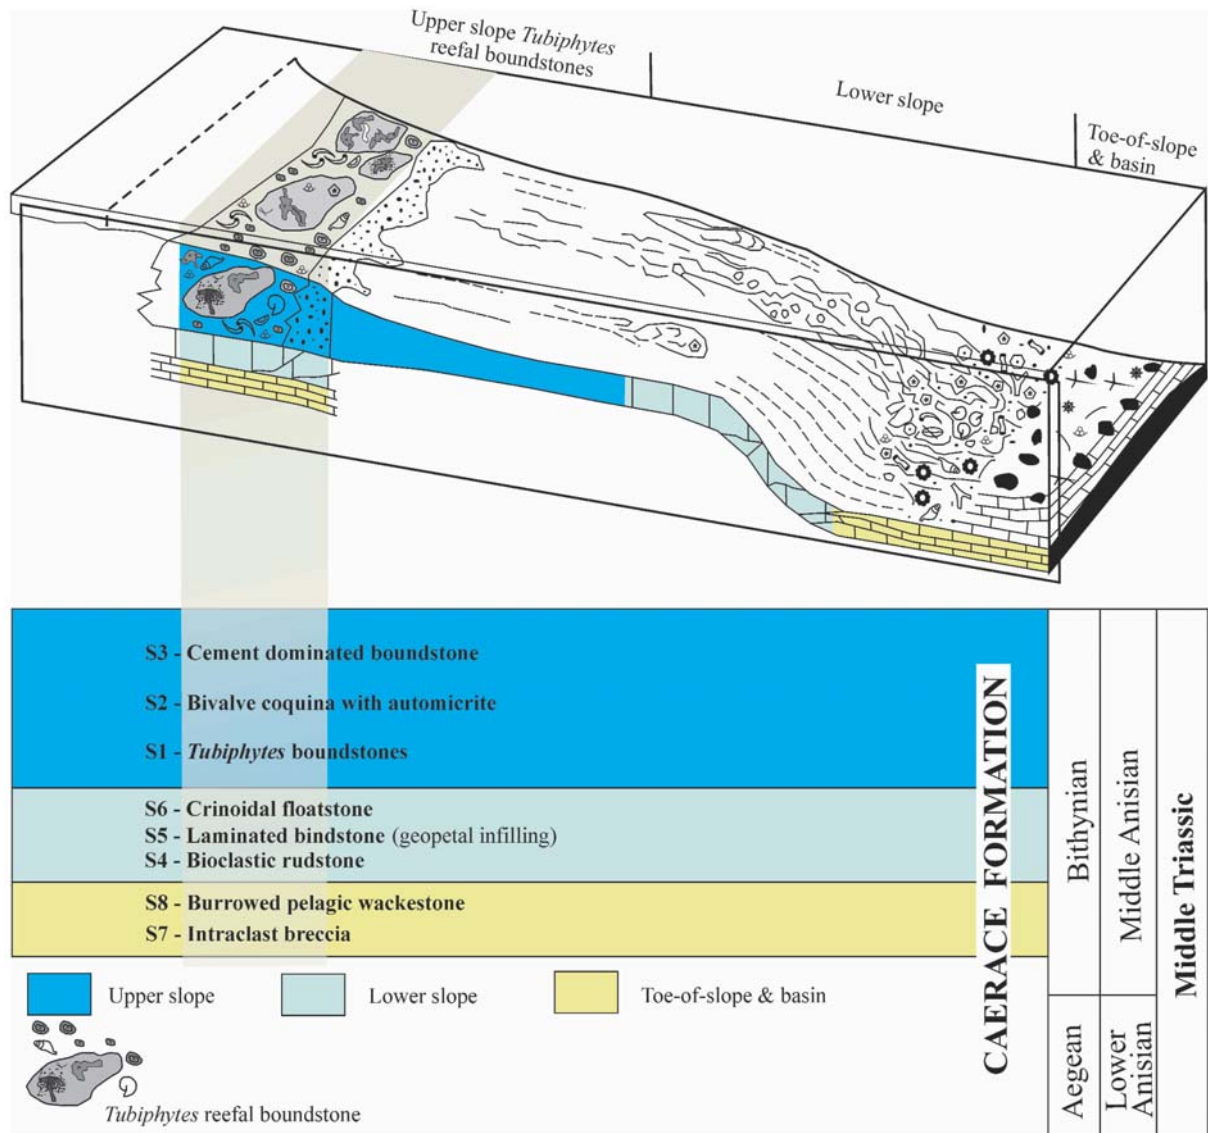 Upper slope Tubiphytes
reefal boundstones
Lower slope
Toe-of-slope
& basin
S3 - Cement dominated boundstone
S2 - Bivalve coquina with automicrite
S1 - Tubiphytes boundstones
S6 - Crinoidal floatstone
S5 - Laminated bindstone (geopetal infilling)
S4 - Bioclastic rudstone
S8 - Burrowed pelagic wackestone
S7 - Intraclast breccia
CAERACE FORMATION
Bithynian
Middle Anisian
Middle Triassic
Aegean
Lower
Anisian
Upper slope
Lower slope
Toe-of-slope & basin
Tubiphytes reefal boundstone